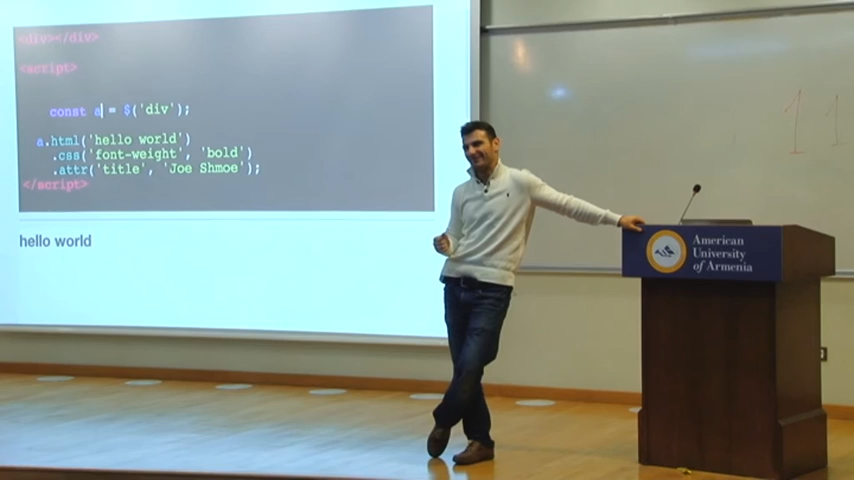 <div></div>
<script>
const a = $('div');
a.html('hello world')
.css('font-weight', 'bold')
.attr('title', 'Joe Shmoe');
</script>
hello world
American
University
of Armenia
11